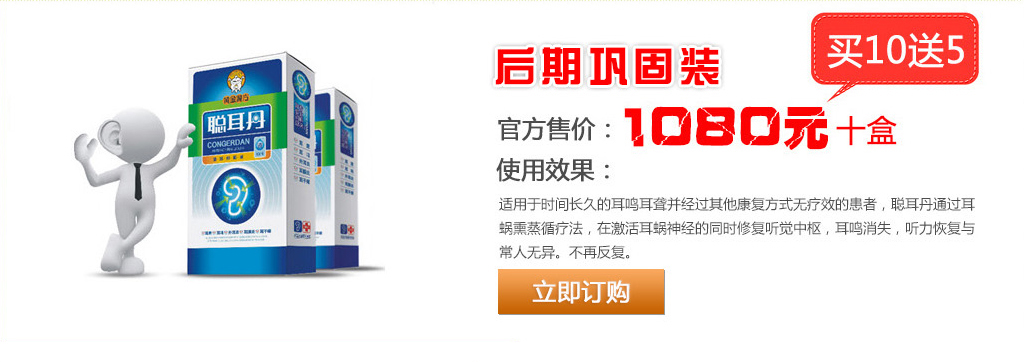 买10送5
后期巩固装
官方售价：1080元十盒
使用效果：
适用于时间长久的耳鸣耳聋并经过其他康复方式无疗效的患者，聪耳丹通过耳
蜗熏蒸循疗法，在激活耳蜗神经的同时修复听觉中枢，耳鸣消失，听力恢复与
常人无异。不再反复。
立即订购
聪耳丹
CONGERDAN